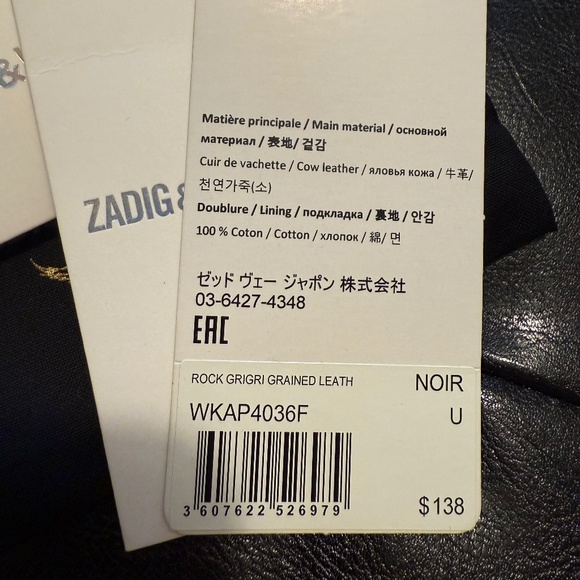 &
ZADIG &
Matière principale / Main material / основной
материал / 表地/ 겉감
Cuir de vachette / Cow leather / яловья кожа / 牛革/
천연가죽(소)
Doublure / Lining / подкладка / 裏地 / 안감
100 % Coton / Cotton / хлопок / 綿/ 면
ゼッド ヴェー ジャポン 株式会社
03-6427-4348
EAC
ROCK GRIGRI GRAINED LEATH NOIR
WKAP4036F U
3 607622 526979
$138